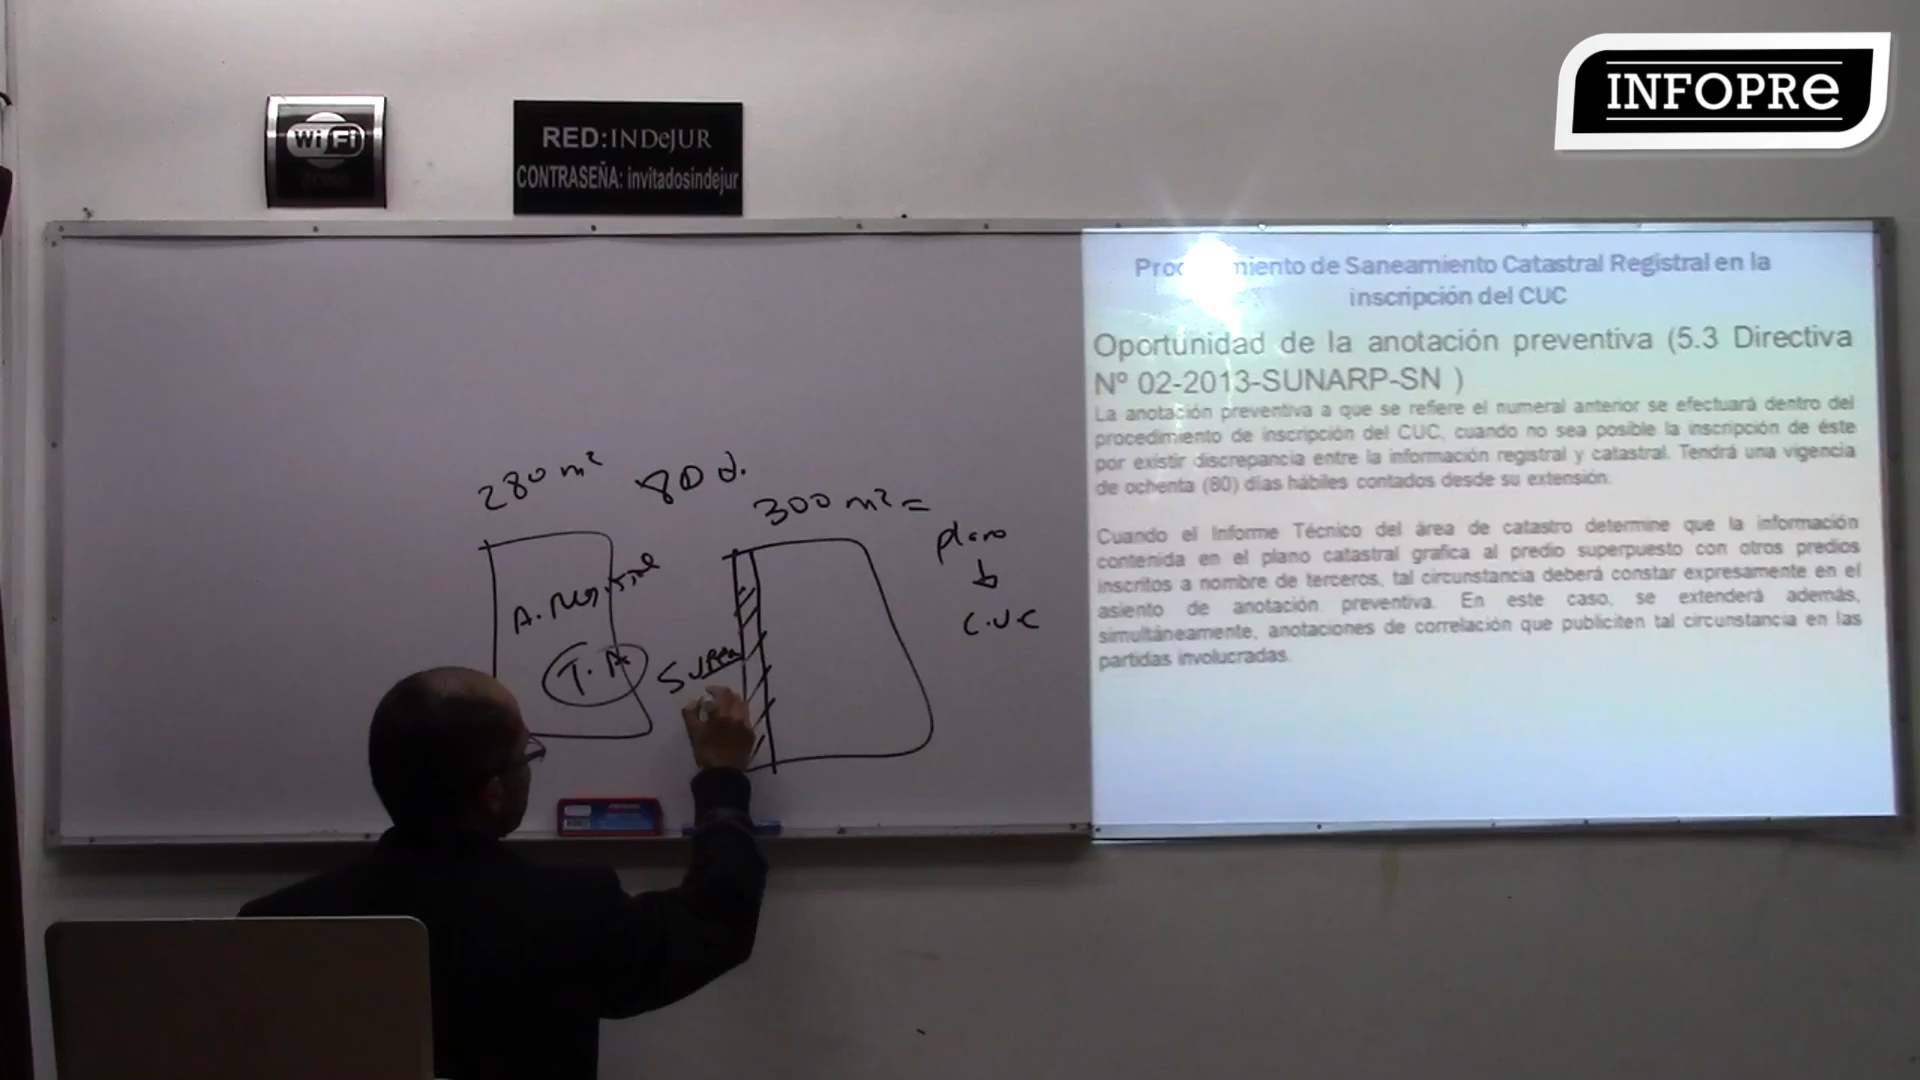 INFOPRe
Wi Fi
ZONE
RED:INDeJUR
CONTRASEÑA: invitadosindejur
Procedimiento de Saneamiento Catastral Registral en la
inscripción del CUC
Oportunidad de la anotación preventiva (5.3 Directiva
Nº 02-2013-SUNARP-SN )
La anotación preventiva a que se refiere el numeral anterior se efectuará dentro del
procedimiento de inscripción del CUC, cuando no sea posible la inscripción de éste
por existir discrepancia entre la información registral y catastral. Tendrá una vigencia
de ochenta (80) días hábiles contados desde su extensión.
Cuando el Informe Técnico del área de catastro determine que la información
contenida en el plano catastral grafica al predio superpuesto con otros predios
inscritos a nombre de terceros, tal circunstancia deberá constar expresamente en el
asiento de anotación preventiva. En este caso, se extenderá además,
simultáneamente, anotaciones de correlación que publiciten tal circunstancia en las
partidas involucradas.
280 m²
80 d.
300 m² =
plano
C.U.C
A. Registral
T.A
Super